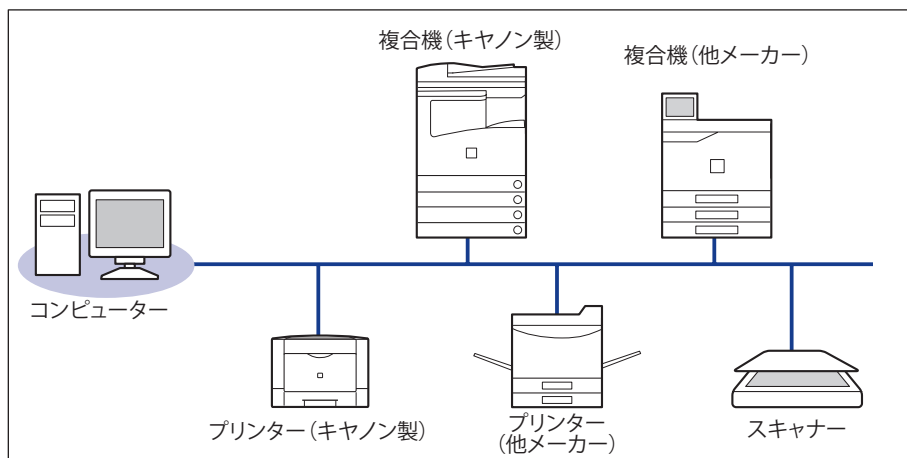 複合機（キヤノン製）
複合機（他メーカー）
コンピューター
プリンター（キヤノン製）
プリンター
（他メーカー）
スキャナー